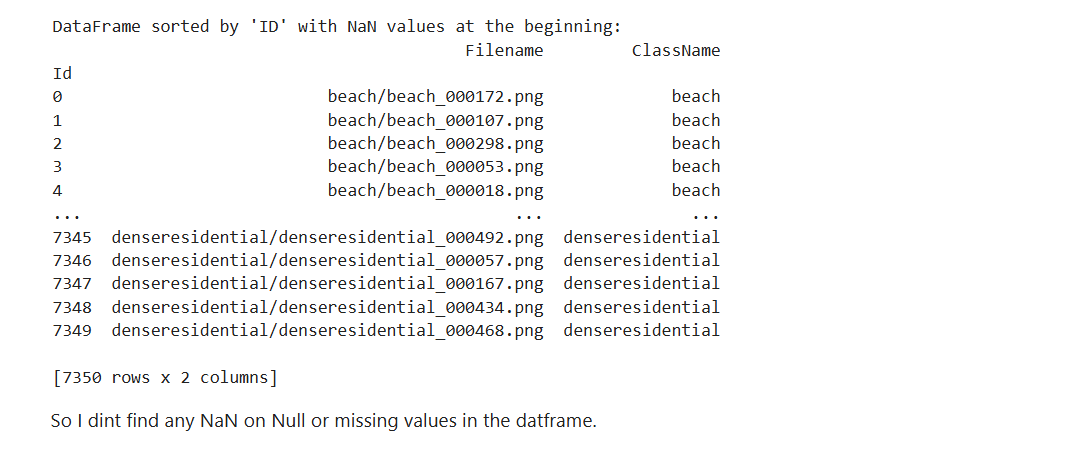 DataFrame sorted by 'ID' with NaN values at the beginning:
Filename ClassName
Id
0 beach/beach_000172.png beach
1 beach/beach_000107.png beach
2 beach/beach_000298.png beach
3 beach/beach_000053.png beach
4 beach/beach_000018.png beach
... ... ...
7345 denseresidential/denseresidential_000492.png denseresidential
7346 denseresidential/denseresidential_000057.png denseresidential
7347 denseresidential/denseresidential_000167.png denseresidential
7348 denseresidential/denseresidential_000434.png denseresidential
7349 denseresidential/denseresidential_000468.png denseresidential
[7350 rows x 2 columns]
So I dint find any NaN on Null or missing values in the datframe.